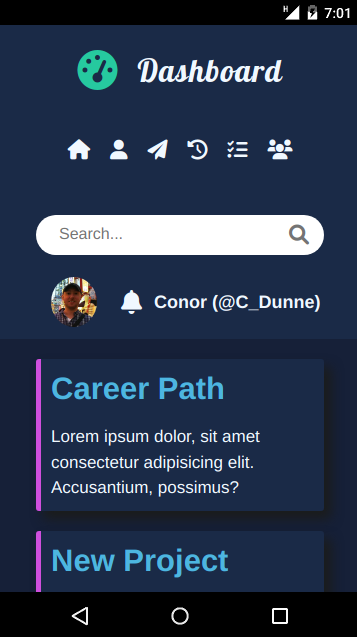 H 7:01
Dashboard
Search...
Conor (@C_Dunne)
Career Path
Lorem ipsum dolor, sit amet
consectetur adipisicing elit.
Accusantium, possimus?
New Project